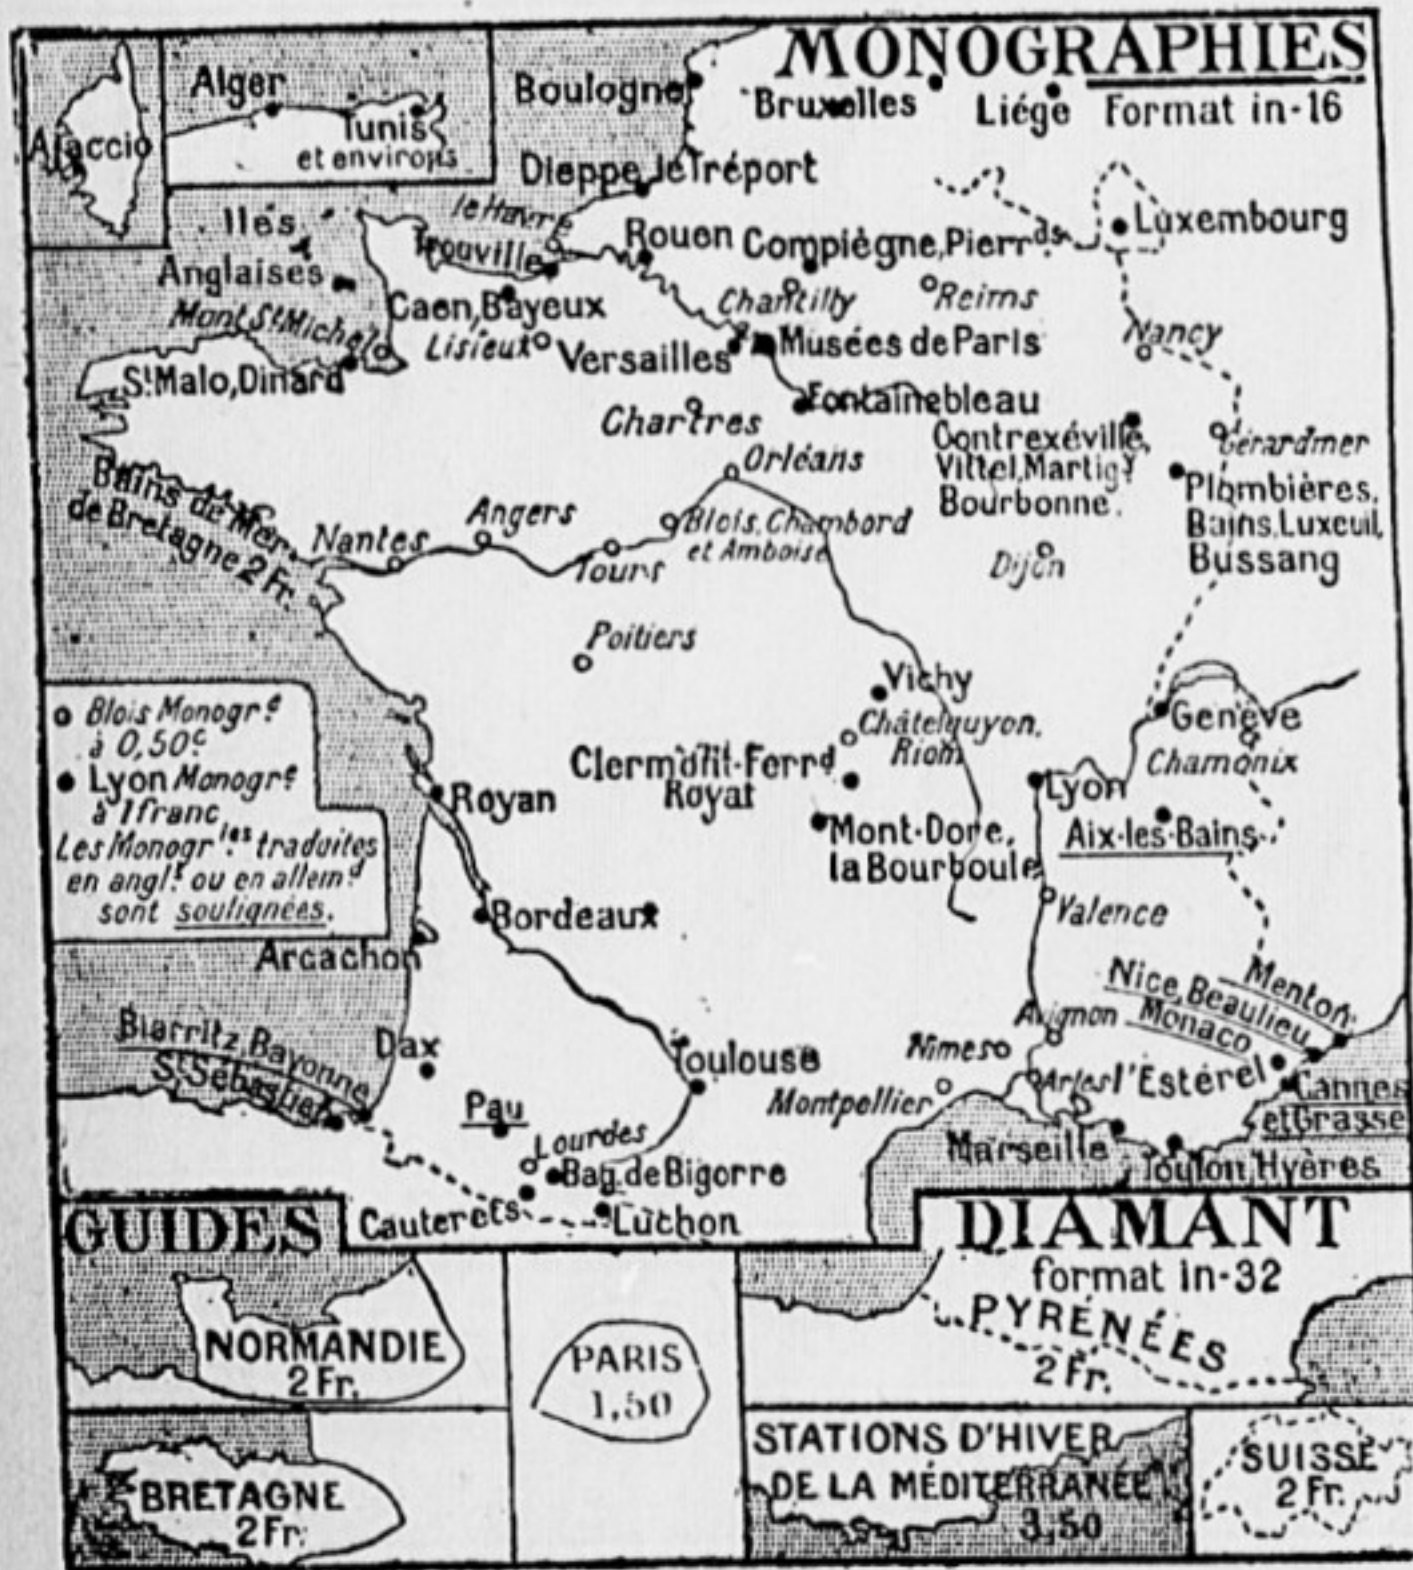 MONOGRAPHIES
Format in-16
Ajaccio
Alger
Tunis
et environs
Boulogne
Bruxelles
Liége
Dieppe, le Tréport
Iles
Anglaises
le Havre
Trouville
Rouen
Compiègne, Pierr.ds
Luxembourg
Caen, Bayeux
Chantilly
Reims
Mont St Michel
Lisieux
Versailles
Musées de Paris
Nancy
St Malo, Dinard
Fontainebleau
Chartres
Contrexéville,
Vittel, Martig.y
Bourbonne.
Gérardmer
Orléans
Plombières,
Bains, Luxeuil,
Bussang
Bains de Mer
de Bretagne 2 Fr.
Nantes
Angers
Tours
Blois, Chambord
et Amboise
Dijon
Poitiers
Vichy
Châtelguyon,
Riom
Genève
Chamonix
Blois Monogr.e
à 0,50c
Lyon Monogr.e
à 1 franc
Les Monogr.ies traduites
en angl.s ou en allem.d
sont soulignées.
Clermont-Ferrd
Royat
Royan
Lyon
Aix-les-Bains
Mont-Dore,
la Bourboule
Bordeaux
Valence
Arcachon
Nice, Beaulieu
Menton
Monaco
Avignon
Biarritz, Bayonne
St Sébastien
Dax
Toulouse
Nimes
Arles
l'Estérel
Cannes
et Grasse
Montpellier
Pau
Lourdes
Marseille
Toulon, Hyères
Bag. de Bigorre
Cauterets
Luchon
GUIDES
DIAMANT
format in-32
NORMANDIE
2 Fr.
PARIS
1,50
PYRÉNÉES
2 Fr.
BRETAGNE
2 Fr.
STATIONS D'HIVER
DE LA MÉDITERRANÉE
3,50
SUISSE
2 Fr.